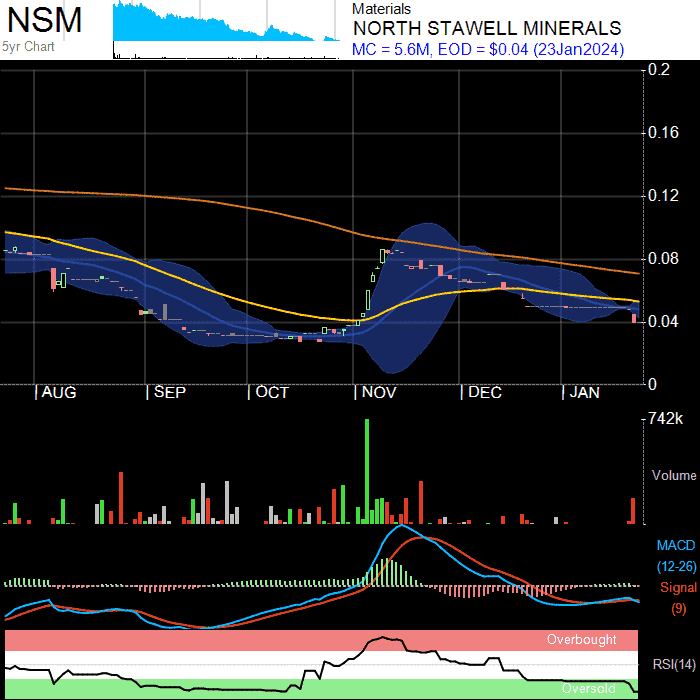 NSM
5yr Chart
Materials
NORTH STAWELL MINERALS
MC = 5.6M, EOD = $0.04 (23Jan2024)
0.2
0.16
0.12
0.08
0.04
0
AUG SEP OCT NOV DEC JAN
742k
Volume
MACD
(12-26)
Signal
(9)
Overbought
RSI(14)
Oversold